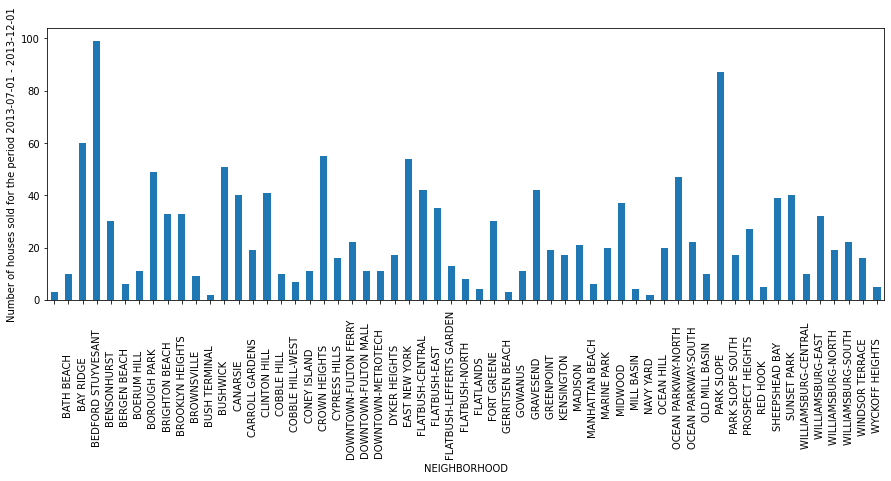 Number of houses sold for the period 2013-07-01 - 2013-12-01
100
80
60
40
20
0
BATH BEACH
BAY RIDGE
BEDFORD STUYVESANT
BENSONHURST
BERGEN BEACH
BOERUM HILL
BOROUGH PARK
BRIGHTON BEACH
BROOKLYN HEIGHTS
BROWNSVILLE
BUSH TERMINAL
BUSHWICK
CANARSIE
CARROLL GARDENS
CLINTON HILL
COBBLE HILL
COBBLE HILL-WEST
CONEY ISLAND
CROWN HEIGHTS
CYPRESS HILLS
DOWNTOWN-FULTON FERRY
DOWNTOWN-FULTON MALL
DOWNTOWN-METROTECH
DYKER HEIGHTS
EAST NEW YORK
FLATBUSH-CENTRAL
FLATBUSH-EAST
FLATBUSH-LEFFERTS GARDEN
FLATBUSH-NORTH
FLATLANDS
FORT GREENE
GERRITSEN BEACH
GOWANUS
GRAVESEND
GREENPOINT
KENSINGTON
MADISON
MANHATTAN BEACH
MARINE PARK
MIDWOOD
MILL BASIN
NAVY YARD
OCEAN HILL
OCEAN PARKWAY-NORTH
OCEAN PARKWAY-SOUTH
OLD MILL BASIN
PARK SLOPE
PARK SLOPE SOUTH
PROSPECT HEIGHTS
RED HOOK
SHEEPSHEAD BAY
SUNSET PARK
WILLIAMSBURG-CENTRAL
WILLIAMSBURG-EAST
WILLIAMSBURG-NORTH
WILLIAMSBURG-SOUTH
WINDSOR TERRACE
WYCKOFF HEIGHTS
NEIGHBORHOOD